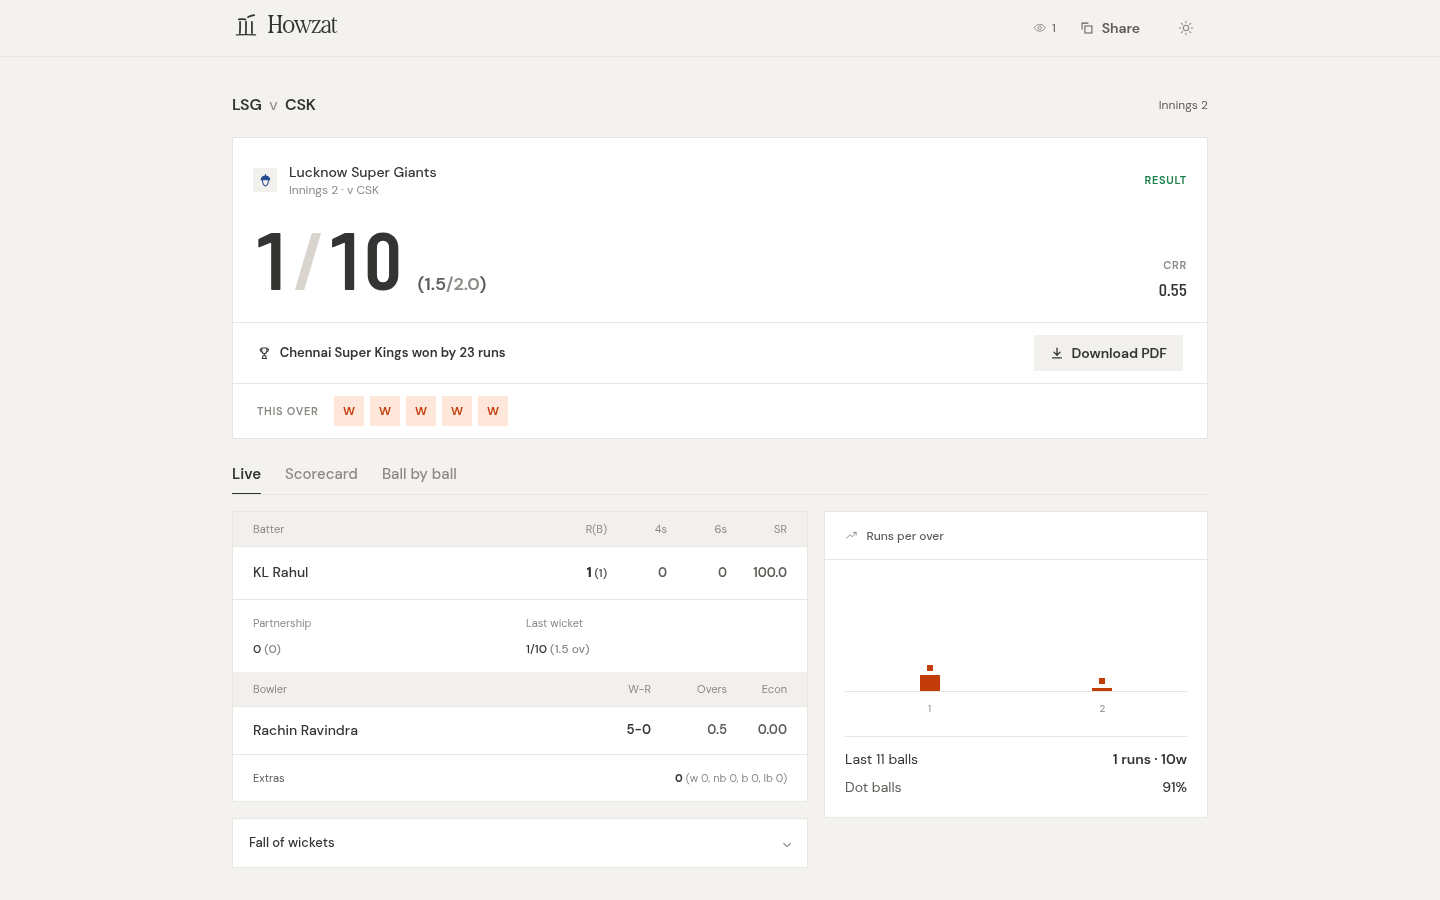 Howzat
1
Share
LSG v CSK
Innings 2
Lucknow Super Giants
Innings 2 · v CSK
RESULT
1/10 (1.5/2.0)
CRR
0.55
Chennai Super Kings won by 23 runs
Download PDF
THIS OVER W W W W W
Live Scorecard Ball by ball
Batter R(B) 4s 6s SR
KL Rahul 1 (1) 0 0 100.0
Partnership Last wicket
0 (0) 1/10 (1.5 ov)
Bowler W-R Overs Econ
Rachin Ravindra 5-0 0.5 0.00
Extras 0 (w 0, nb 0, b 0, lb 0)
Fall of wickets
Runs per over
1 2
Last 11 balls 1 runs · 10w
Dot balls 91%